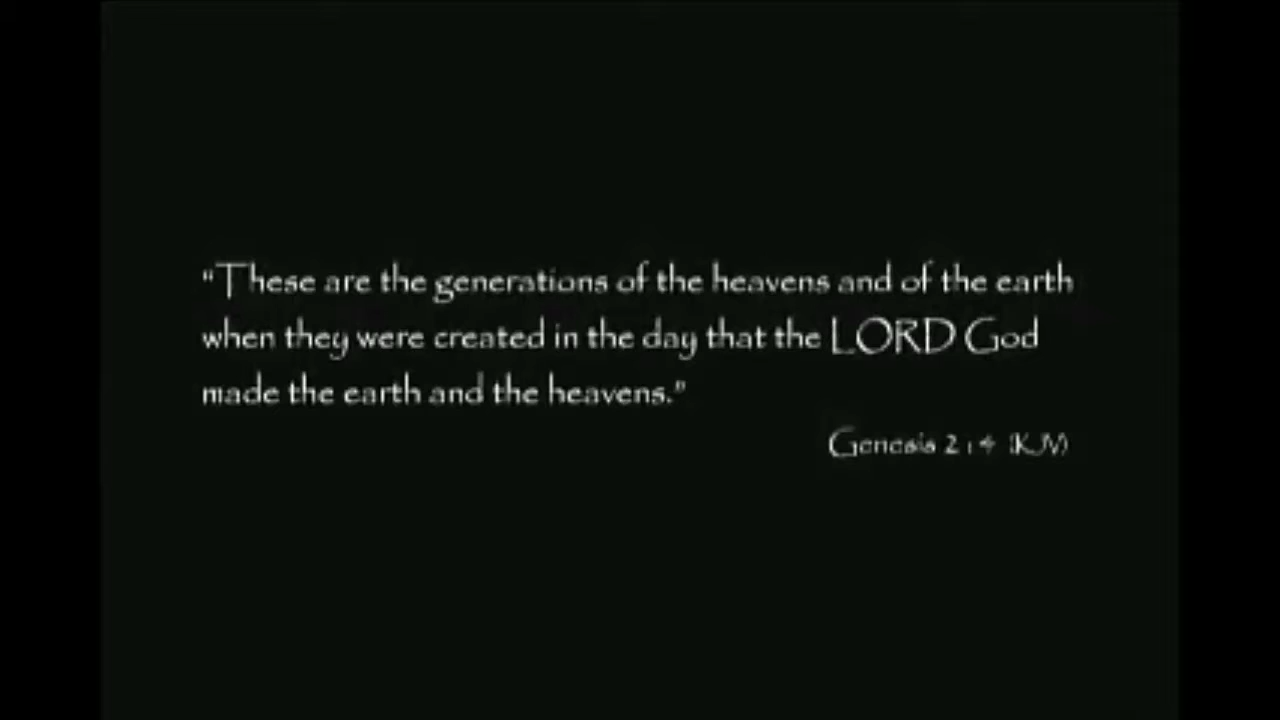 "These are the generations of the heavens and of the earth
when they were created in the day that the LORD God
made the earth and the heavens."
Genesis 2:4 (KJV)